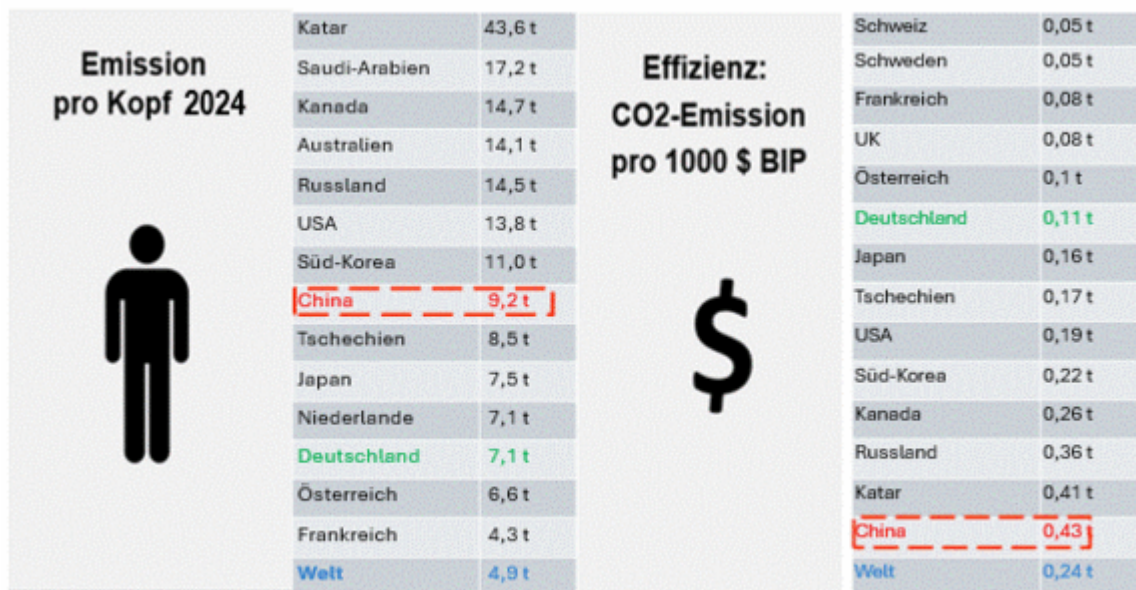 Emission
pro Kopf 2024
Katar 43,6 t
Saudi-Arabien 17,2 t
Kanada 14,7 t
Australien 14,1 t
Russland 14,5 t
USA 13,8 t
Süd-Korea 11,0 t
China 9,2 t
Tschechien 8,5 t
Japan 7,5 t
Niederlande 7,1 t
Deutschland 7,1 t
Österreich 6,6 t
Frankreich 4,3 t
Welt 4,9 t
Effizienz:
CO2-Emission
pro 1000 $ BIP
$
Schweiz 0,05 t
Schweden 0,05 t
Frankreich 0,08 t
UK 0,08 t
Österreich 0,1 t
Deutschland 0,11 t
Japan 0,16 t
Tschechien 0,17 t
USA 0,19 t
Süd-Korea 0,22 t
Kanada 0,26 t
Russland 0,36 t
Katar 0,41 t
China 0,43 t
Welt 0,24 t